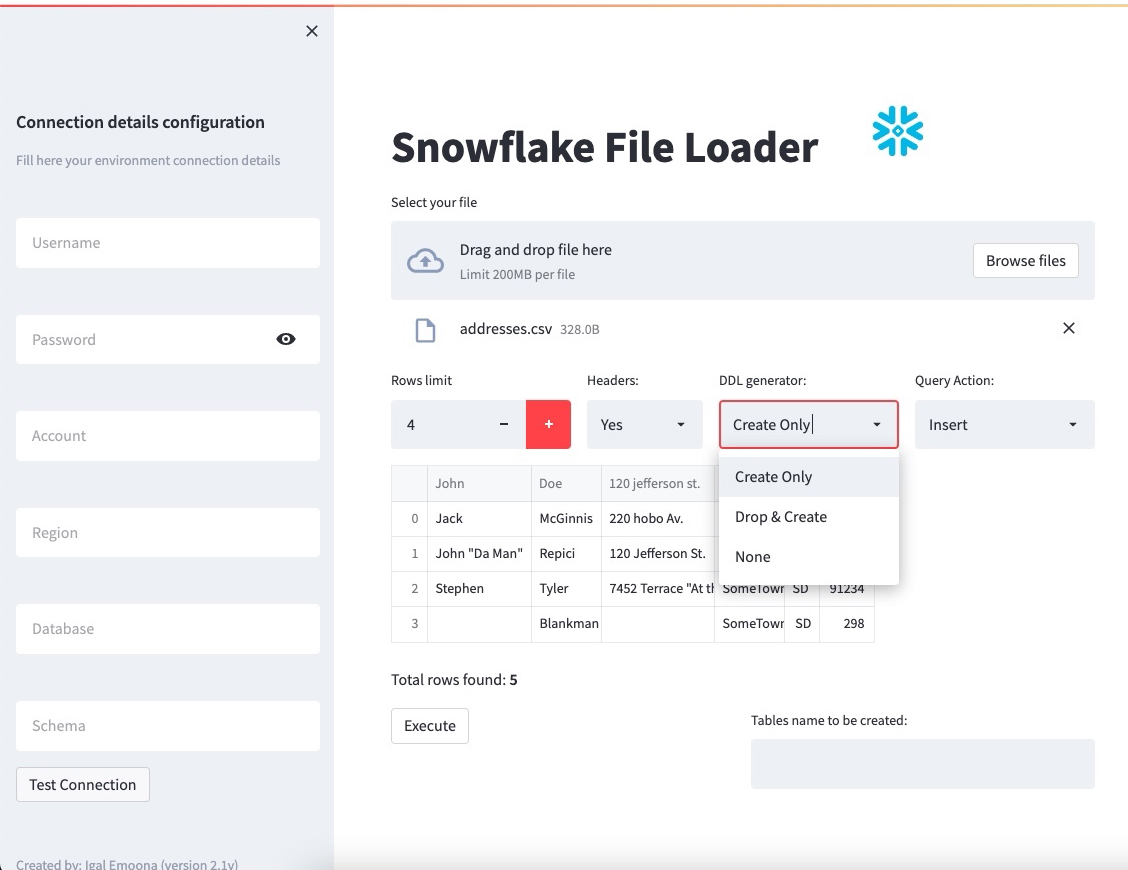 Connection details configuration
Fill here your environment connection details
Username
Password
Account
Region
Database
Schema
Test Connection
Created by: Igal Emoona (version 2.1v)
Snowflake File Loader
Select your file
Drag and drop file here
Limit 200MB per file
Browse files
addresses.csv 328.0B
Rows limit Headers: DDL generator: Query Action:
4 − + Yes Create Only Insert
Create Only
Drop & Create
None
John Doe 120 jefferson st.
0 Jack McGinnis 220 hobo Av.
1 John "Da Man" Repici 120 Jefferson St.
2 Stephen Tyler 7452 Terrace "At SomeTown SD 91234
3 Blankman SomeTown SD 298
Total rows found: 5
Execute
Tables name to be created: